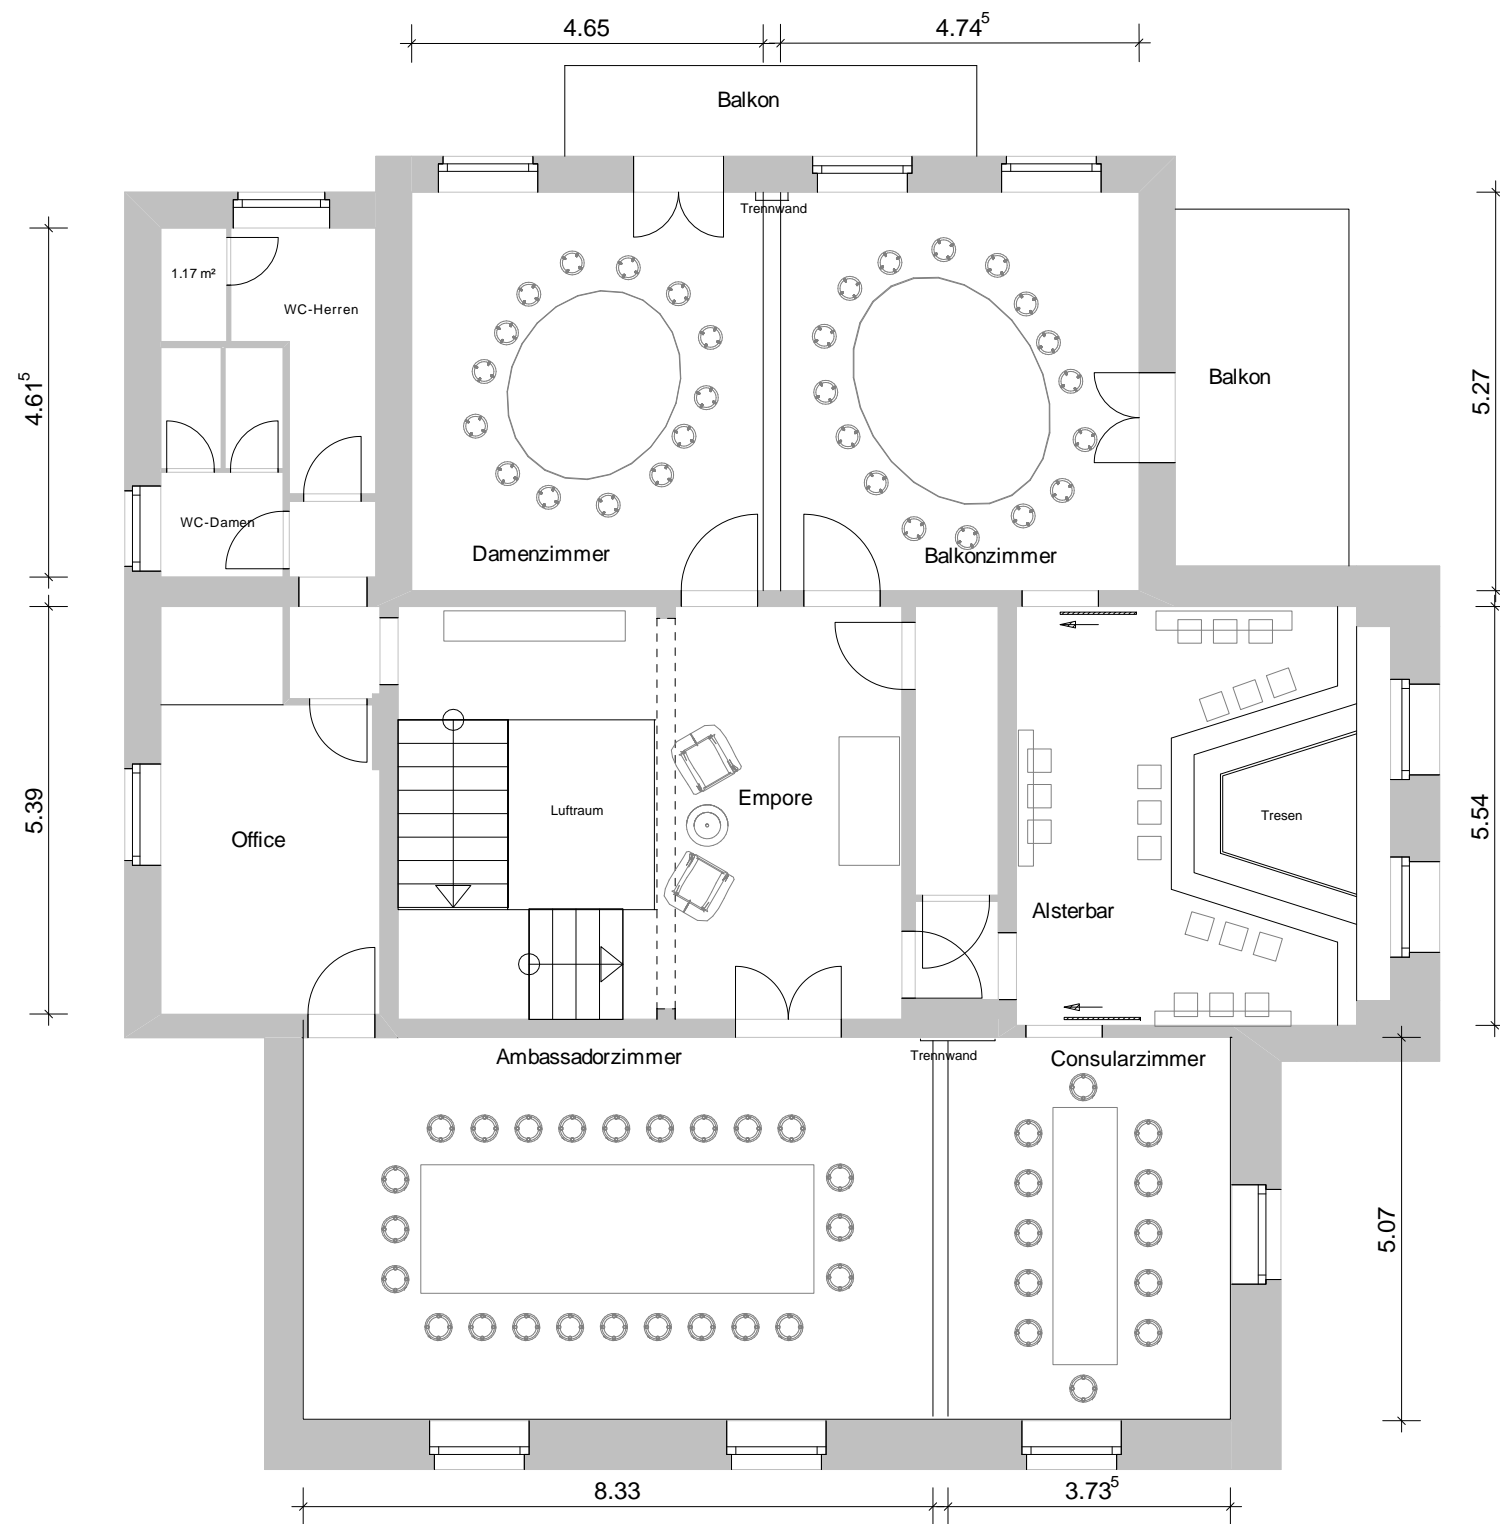 4.65
4.74⁵
Balkon
Trennwand
1.17 m²
WC-Herren
4.61⁵
Balkon
5.27
WC-Damen
Damenzimmer
Balkonzimmer
5.39
Office
Luftraum
Empore
Tresen
5.54
Alsterbar
Ambassadorzimmer
Trennwand
Consularzimmer
5.07
8.33
3.73⁵